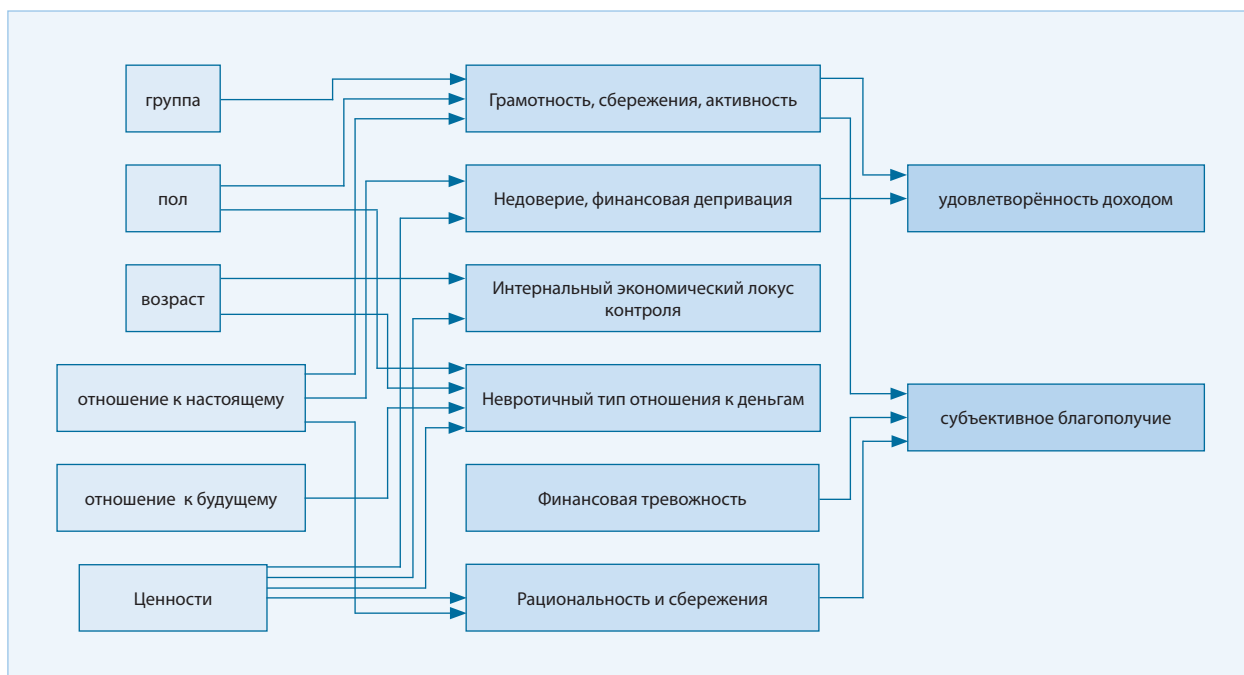 группа
пол
возраст
отношение к настоящему
отношение к будущему
Ценности
Грамотность, сбережения, активность
Недоверие, финансовая депривация
Интернальный экономический локус
контроля
Невротичный тип отношения к деньгам
Финансовая тревожность
Рациональность и сбережения
удовлетворённость доходом
субъективное благополучие